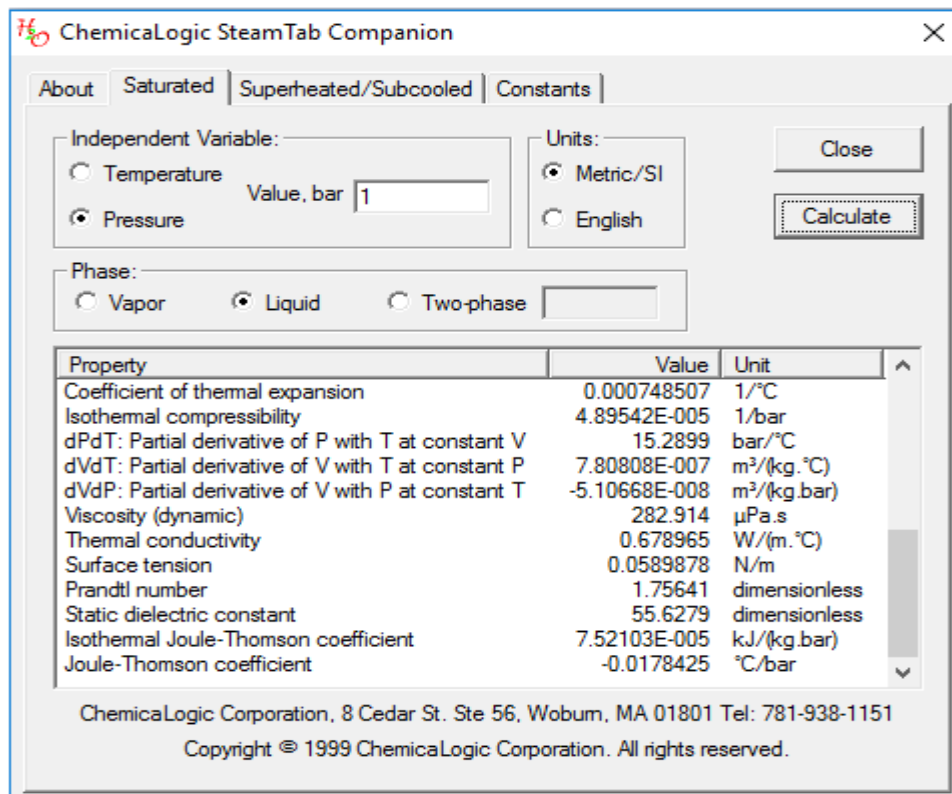 ChemicaLogic SteamTab Companion
About Saturated Superheated/Subcooled Constants
Independent Variable:
Temperature
Pressure
Value, bar 1
Units:
Metric/SI
English
Close
Calculate
Phase:
Vapor Liquid Two-phase
Property Value Unit
Coefficient of thermal expansion 0.000748507 1/°C
Isothermal compressibility 4.89542E-005 1/bar
dPdT: Partial derivative of P with T at constant V 15.2899 bar/°C
dVdT: Partial derivative of V with T at constant P 7.80808E-007 m³/(kg.°C)
dVdP: Partial derivative of V with P at constant T -5.10668E-008 m³/(kg.bar)
Viscosity (dynamic) 282.914 µPa.s
Thermal conductivity 0.678965 W/(m.°C)
Surface tension 0.0589878 N/m
Prandtl number 1.75641 dimensionless
Static dielectric constant 55.6279 dimensionless
Isothermal Joule-Thomson coefficient 7.52103E-005 kJ/(kg.bar)
Joule-Thomson coefficient -0.0178425 °C/bar
ChemicaLogic Corporation, 8 Cedar St. Ste 56, Woburn, MA 01801 Tel: 781-938-1151
Copyright © 1999 ChemicaLogic Corporation. All rights reserved.